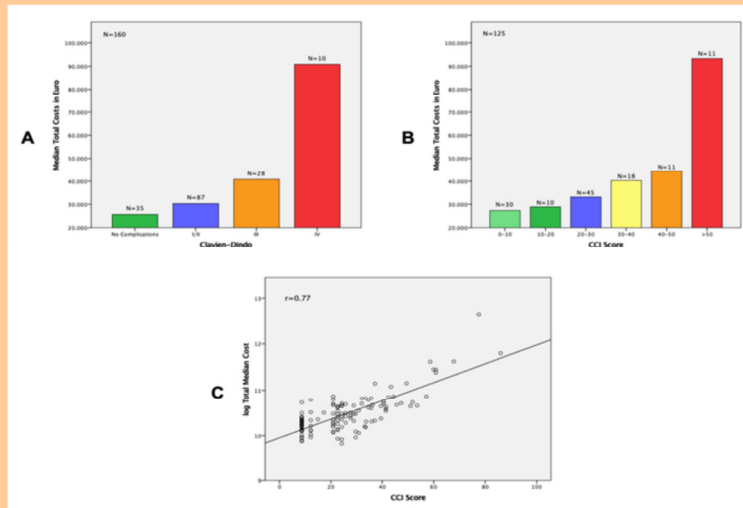 N=160
100.000
90.000
80.000
70.000
60.000
50.000
40.000
30.000
20.000
Median Total Costs in Euro
N=35
N=87
N=28
N=10
No Complications
I/II
III
IV
Clavien-Dindo
A
N=125
100.000
90.000
80.000
70.000
60.000
50.000
40.000
30.000
20.000
Median Total Costs in Euro
N=30
N=10
N=45
N=18
N=11
N=11
0-10
10-20
20-30
30-40
40-50
>50
CCI Score
B
r=0.77
13
12
11
10
9
log Total Median Cost
0
20
40
60
80
100
CCI Score
C